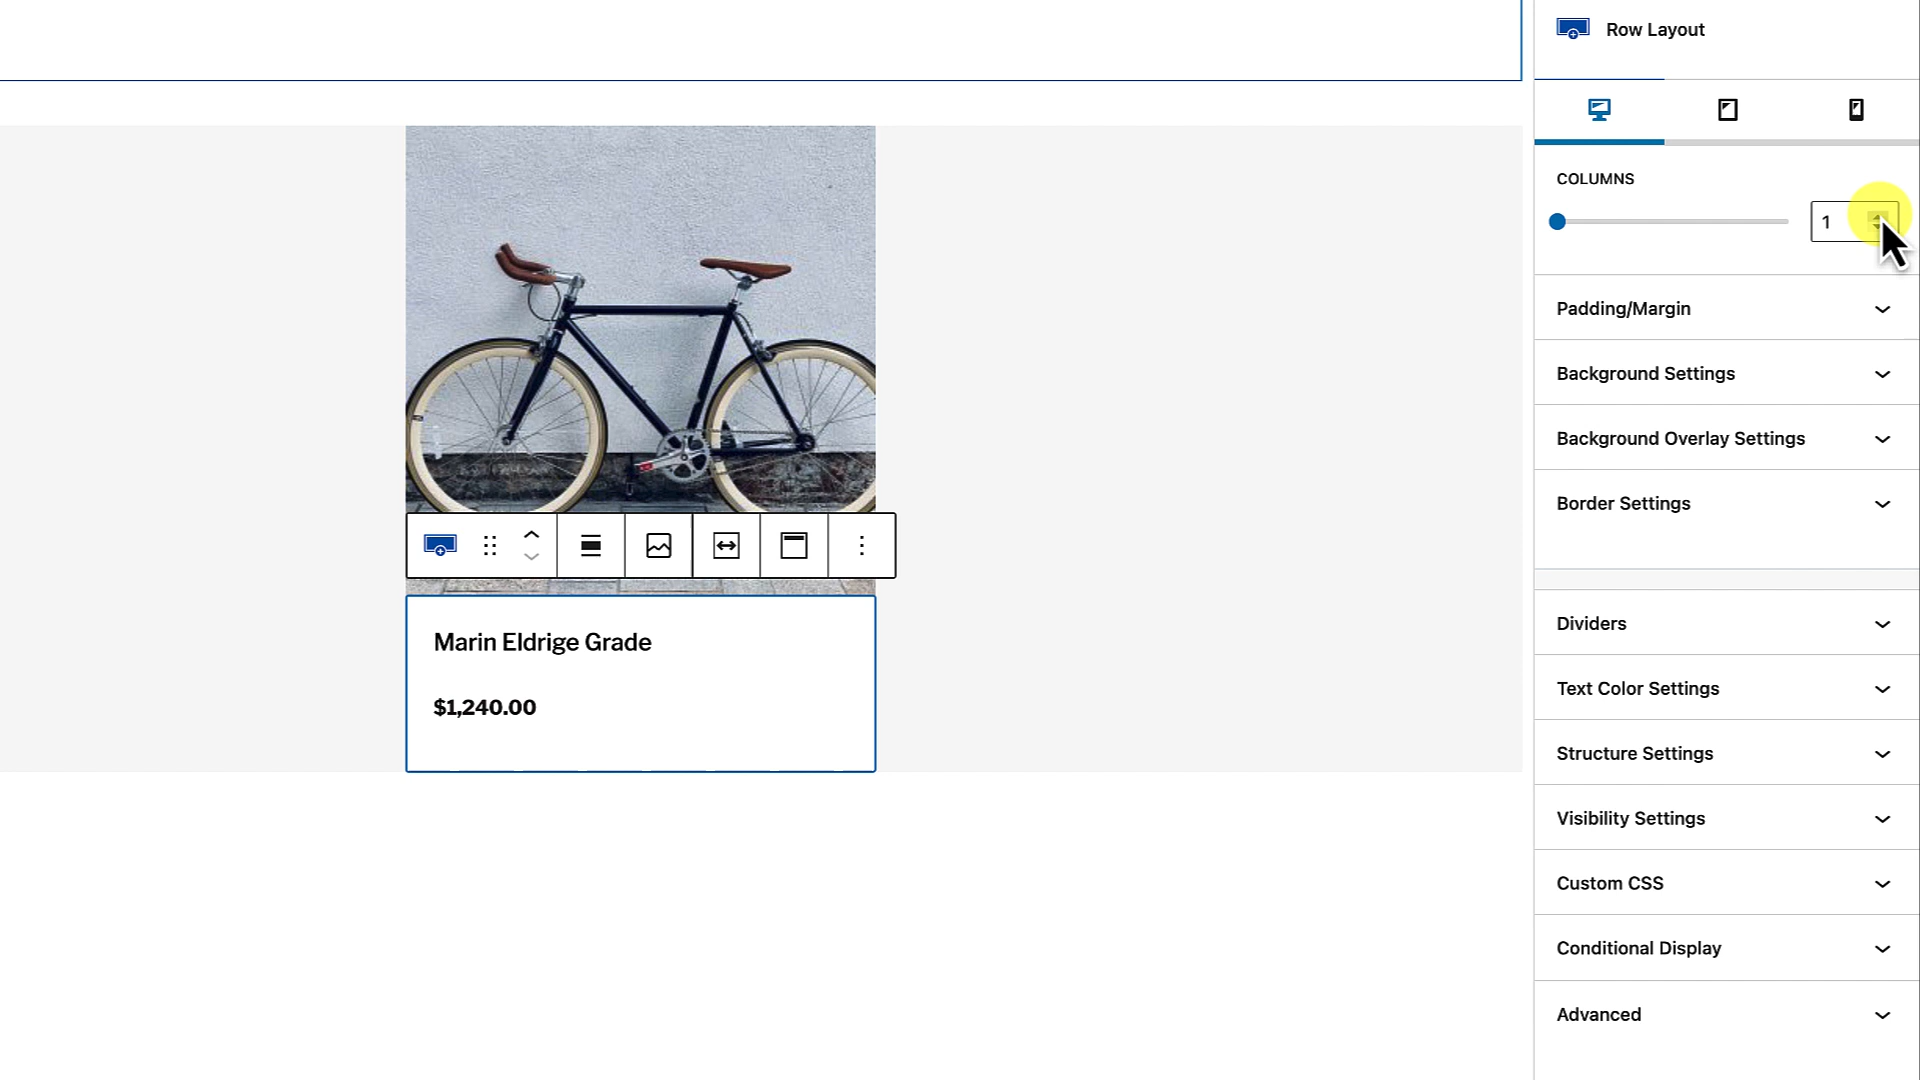 Row Layout
COLUMNS
1
Padding/Margin
Background Settings
Background Overlay Settings
Border Settings
Marin Eldrige Grade
$1,240.00
Dividers
Text Color Settings
Structure Settings
Visibility Settings
Custom CSS
Conditional Display
Advanced